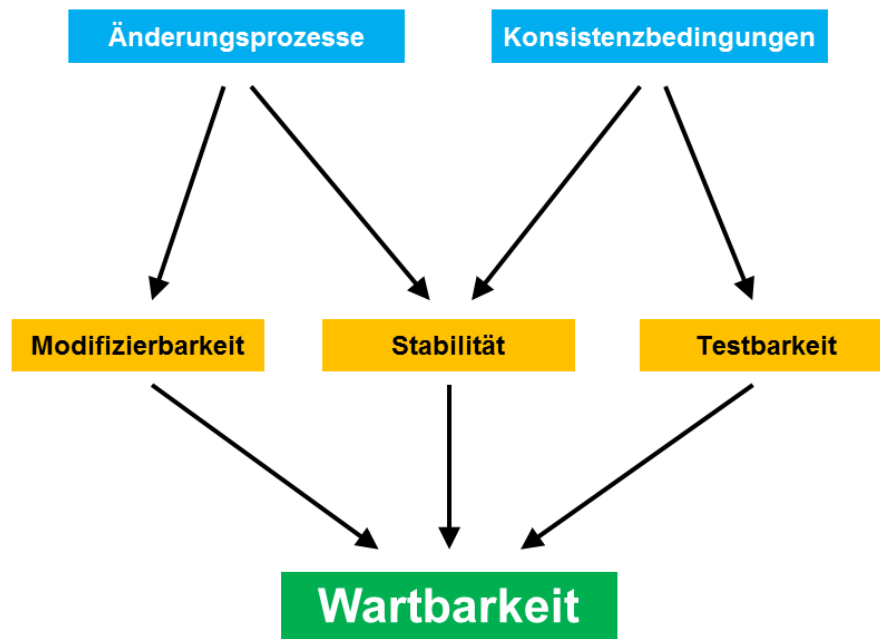 Änderungsprozesse
Konsistenzbedingungen
Modifizierbarkeit
Stabilität
Testbarkeit
Wartbarkeit